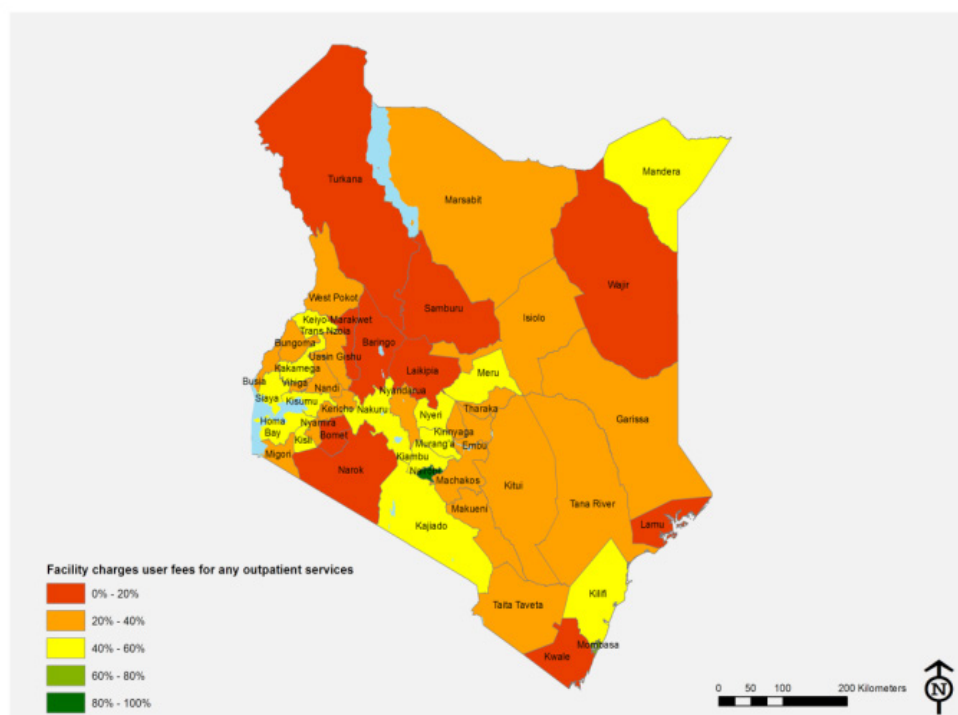 Mandera
Turkana
Marsabit
Wajir
West Pokot
Samburu
Isiolo
Keiyo-Marakwet
Trans Nzoia
Bungoma
Baringo
Uasin Gishu
Kakamega
Laikipia
Meru
Busia
Vihiga
Nandi
Nyandarua
Siaya
Kisumu
Kericho
Nakuru
Nyeri
Tharaka
Garissa
Homa
Bay
Nyamira
Kirinyaga
Kisii
Bomet
Murang'a
Embu
Migori
Kiambu
Narok
Nairobi
Machakos
Kitui
Tana River
Makueni
Kajiado
Lamu
Kilifi
Taita Taveta
Mombasa
Kwale
Facility charges user fees for any outpatient services
0% - 20%
20% - 40%
40% - 60%
60% - 80%
80% - 100%
0 50 100 200 Kilometers
N